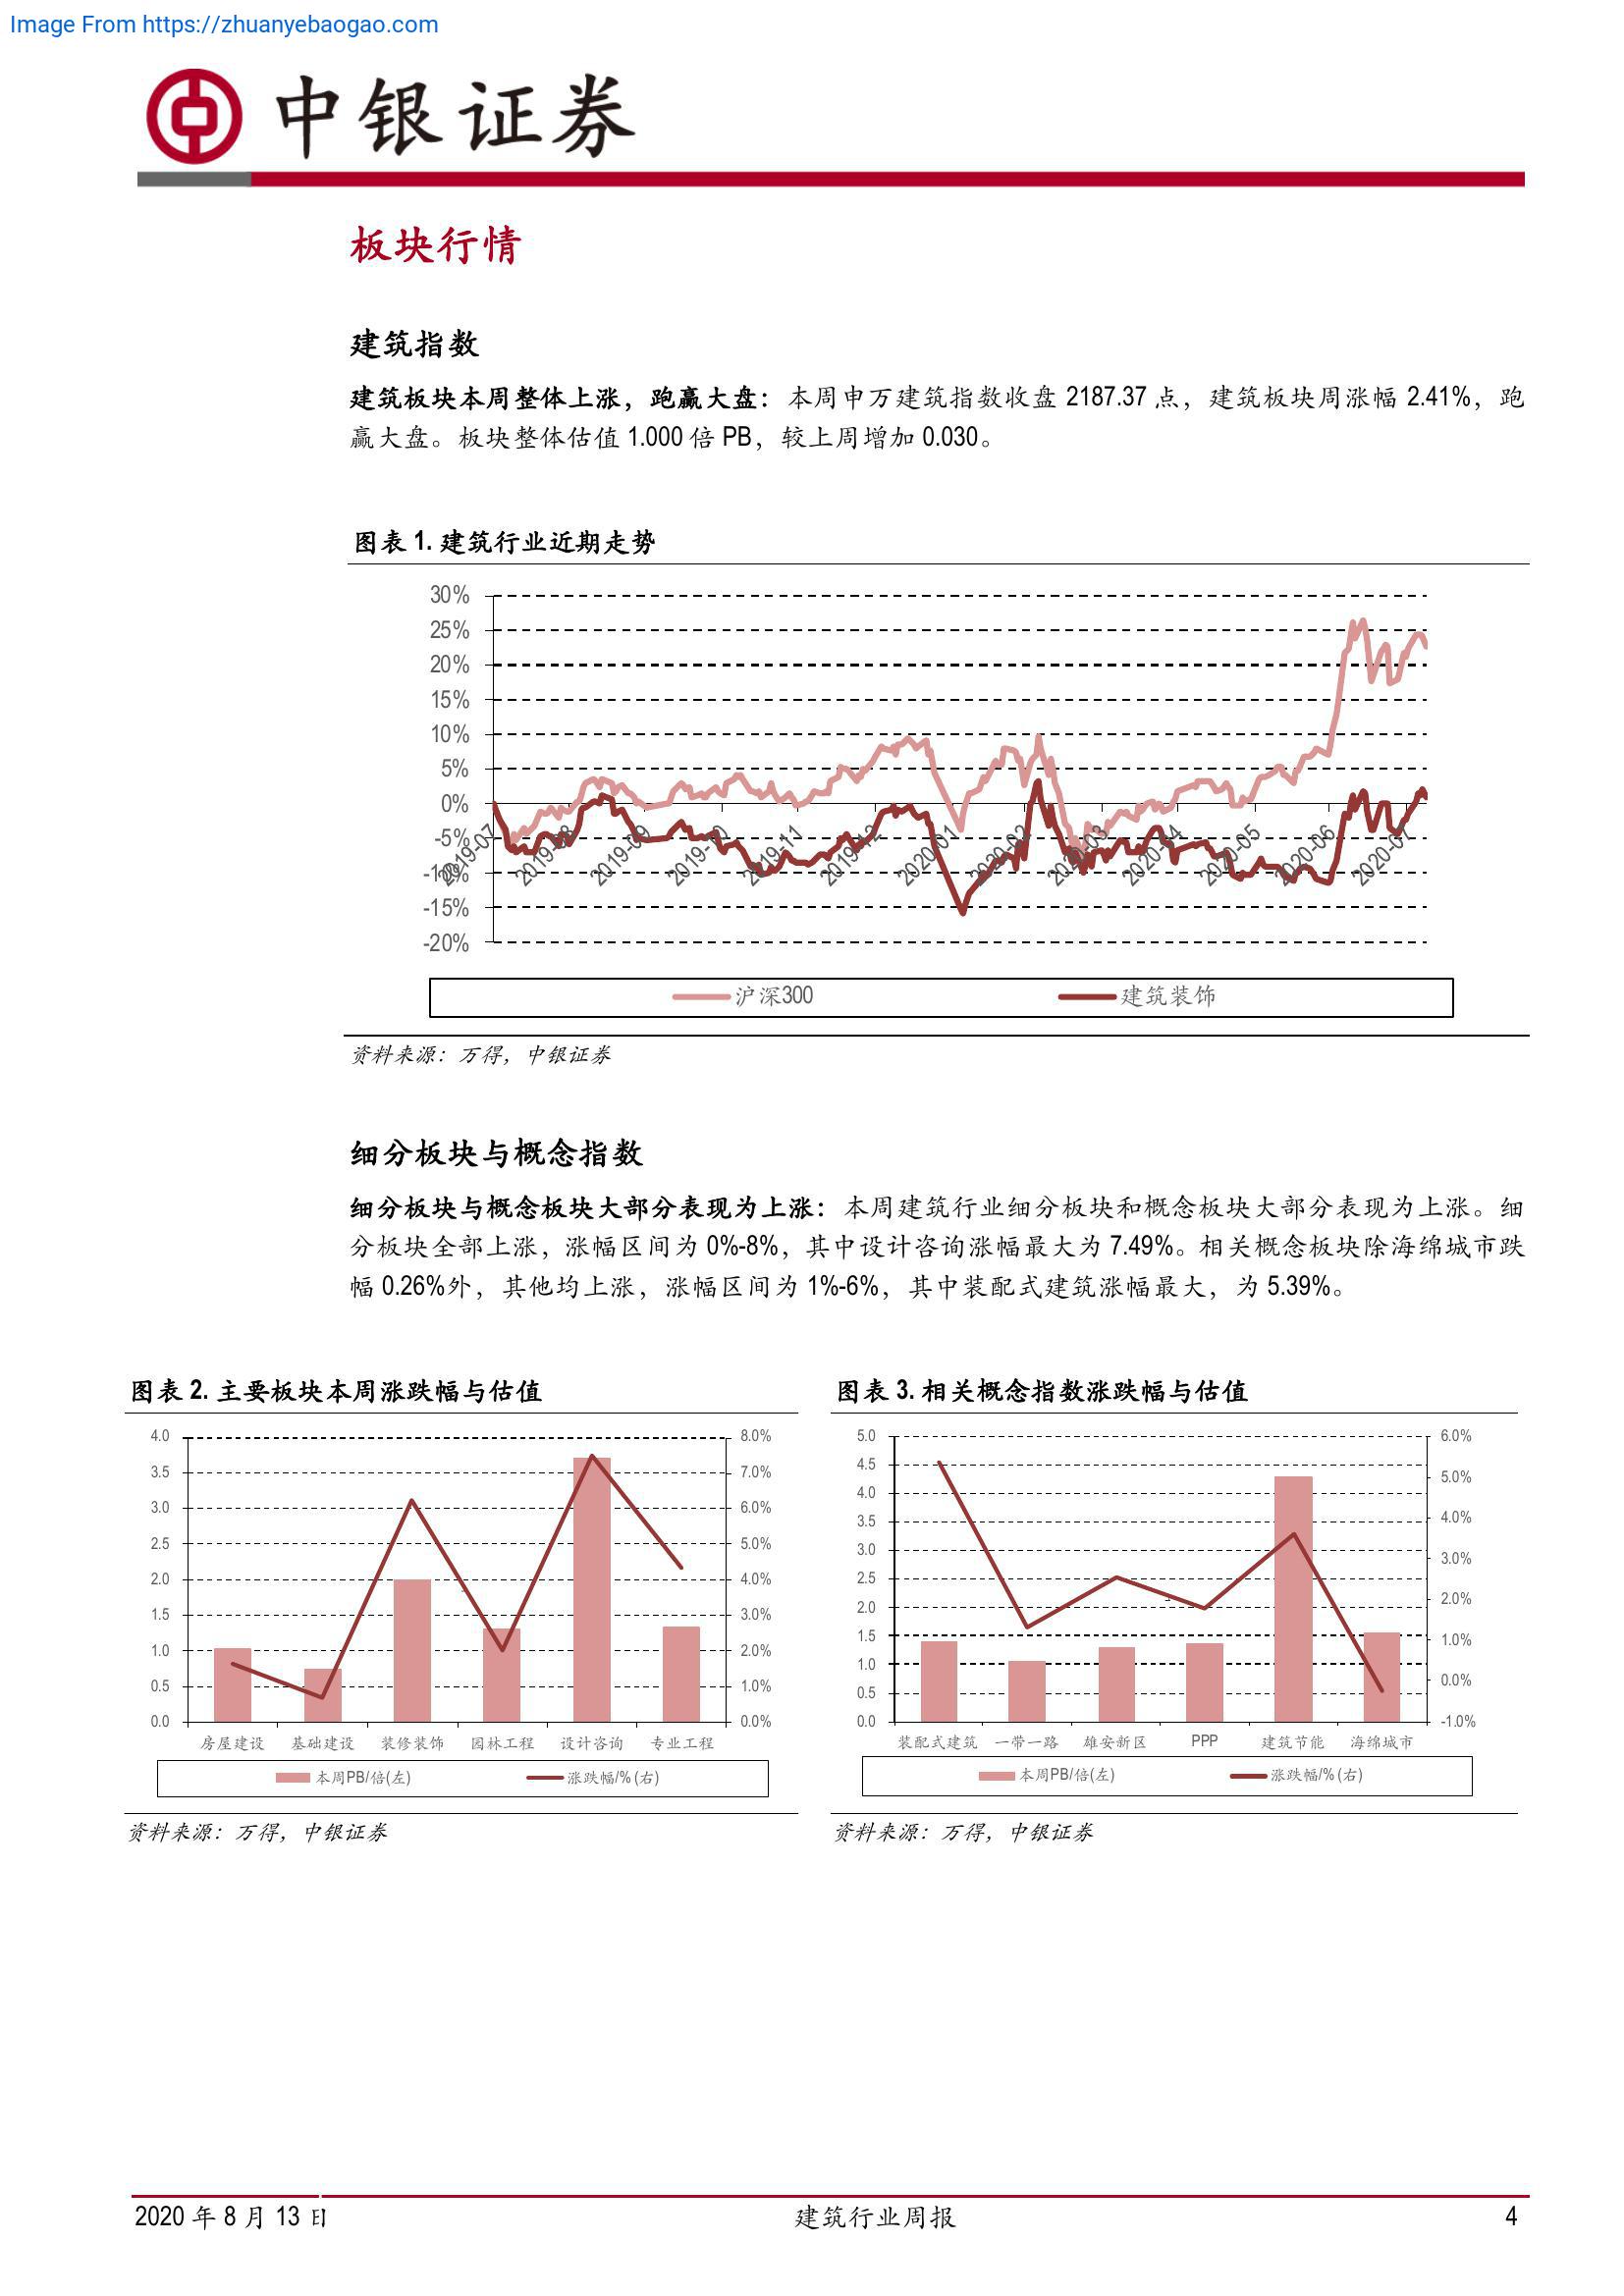 Image From https://zhuanyebaogao.com
中银证券
板块行情
建筑指数
建筑板块本周整体上涨，跑赢大盘：本周申万建筑指数收盘 2187.37 点，建筑板块周涨幅 2.41%，跑
赢大盘。板块整体估值 1.000 倍 PB，较上周增加 0.030。
图表 1. 建筑行业近期走势
30%
25%
20%
15%
10%
5%
0%
-5%
-10%
-15%
-20%
2019-07 2019-08 2019-09 2019-10 2019-11 2019-12 2020-01 2020-02 2020-03 2020-04 2020-05 2020-06 2020-07
沪深300 建筑装饰
资料来源：万得，中银证券
细分板块与概念指数
细分板块与概念板块大部分表现为上涨：本周建筑行业细分板块和概念板块大部分表现为上涨。细
分板块全部上涨，涨幅区间为 0%-8%，其中设计咨询涨幅最大为 7.49%。相关概念板块除海绵城市跌
幅 0.26%外，其他均上涨，涨幅区间为 1%-6%，其中装配式建筑涨幅最大，为 5.39%。
图表 2. 主要板块本周涨跌幅与估值
4.0 8.0%
3.5 7.0%
3.0 6.0%
2.5 5.0%
2.0 4.0%
1.5 3.0%
1.0 2.0%
0.5 1.0%
0.0 0.0%
房屋建设 基础建设 装修装饰 园林工程 设计咨询 专业工程
本周PB/倍(左) 涨跌幅/% (右)
资料来源：万得，中银证券
图表 3. 相关概念指数涨跌幅与估值
5.0 6.0%
4.5
5.0%
4.0
4.0%
3.5
3.0 3.0%
2.5
2.0%
2.0
1.5 1.0%
1.0
0.0%
0.5
0.0 -1.0%
装配式建筑 一带一路 雄安新区 PPP 建筑节能 海绵城市
本周PB/倍(左) 涨跌幅/% (右)
资料来源：万得，中银证券
2020 年 8 月 13 日 建筑行业周报 4